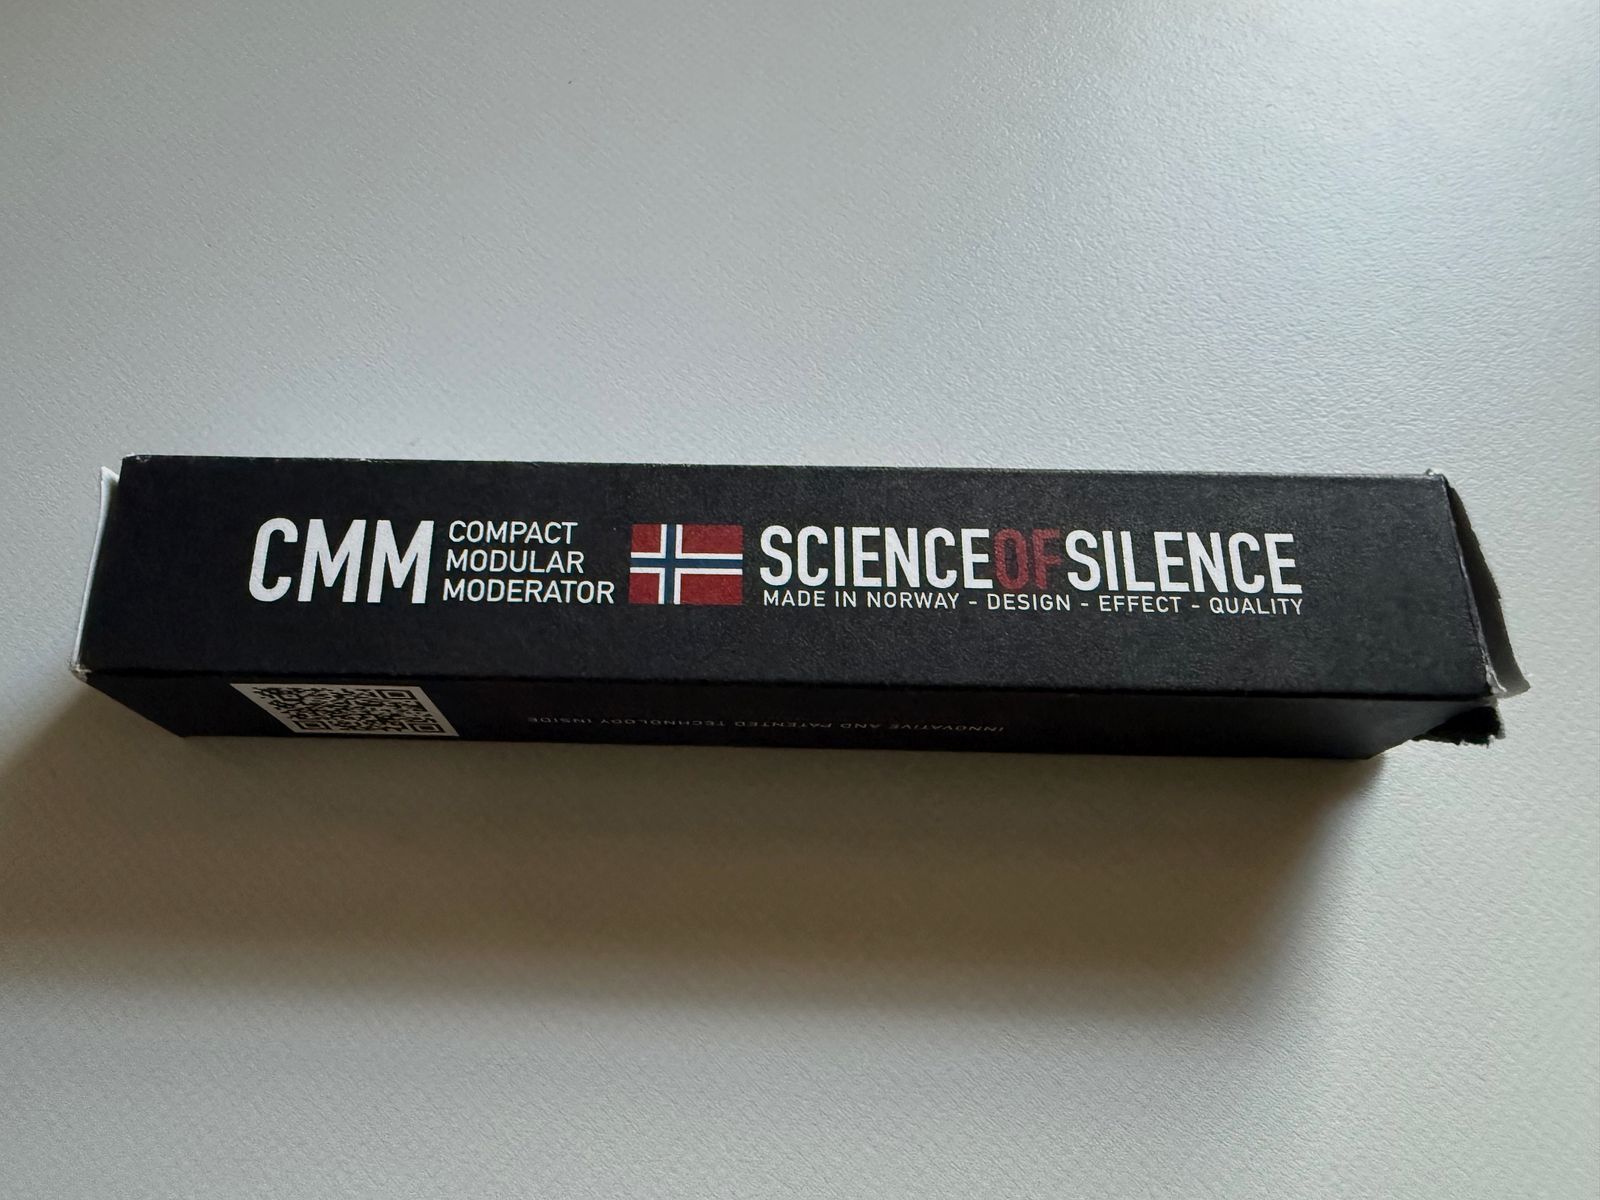 CMM
COMPACT
MODULAR
MODERATOR
SCIENCEOFSILENCE
MADE IN NORWAY - DESIGN - EFFECT - QUALITY
INNOVATIVE AND PATENTED TECHNOLOGY INSIDE